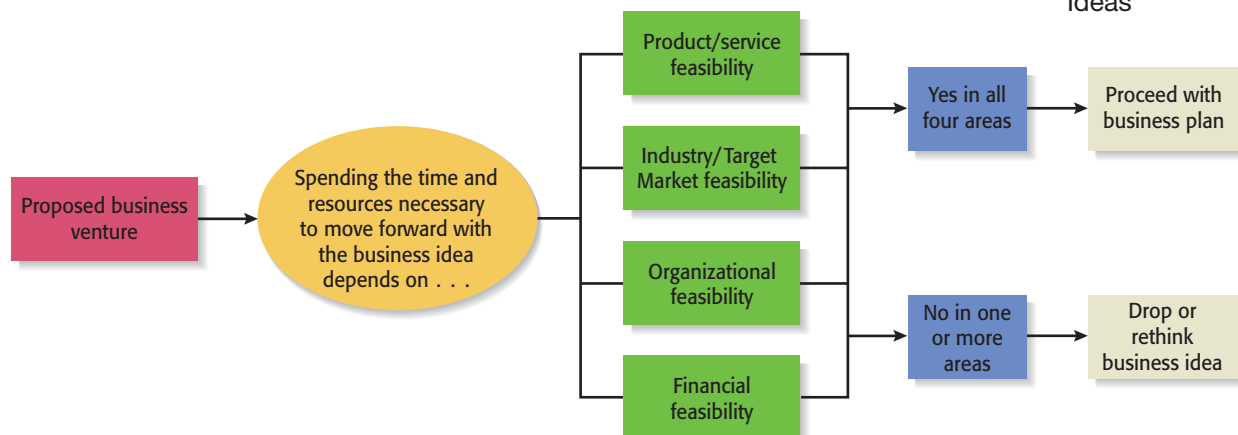 Ideas
Proposed business
venture
Spending the time and
resources necessary
to move forward with
the business idea
depends on . . .
Product/service
feasibility
Industry/Target
Market feasibility
Organizational
feasibility
Financial
feasibility
Yes in all
four areas
Proceed with
business plan
No in one
or more
areas
Drop or
rethink
business idea